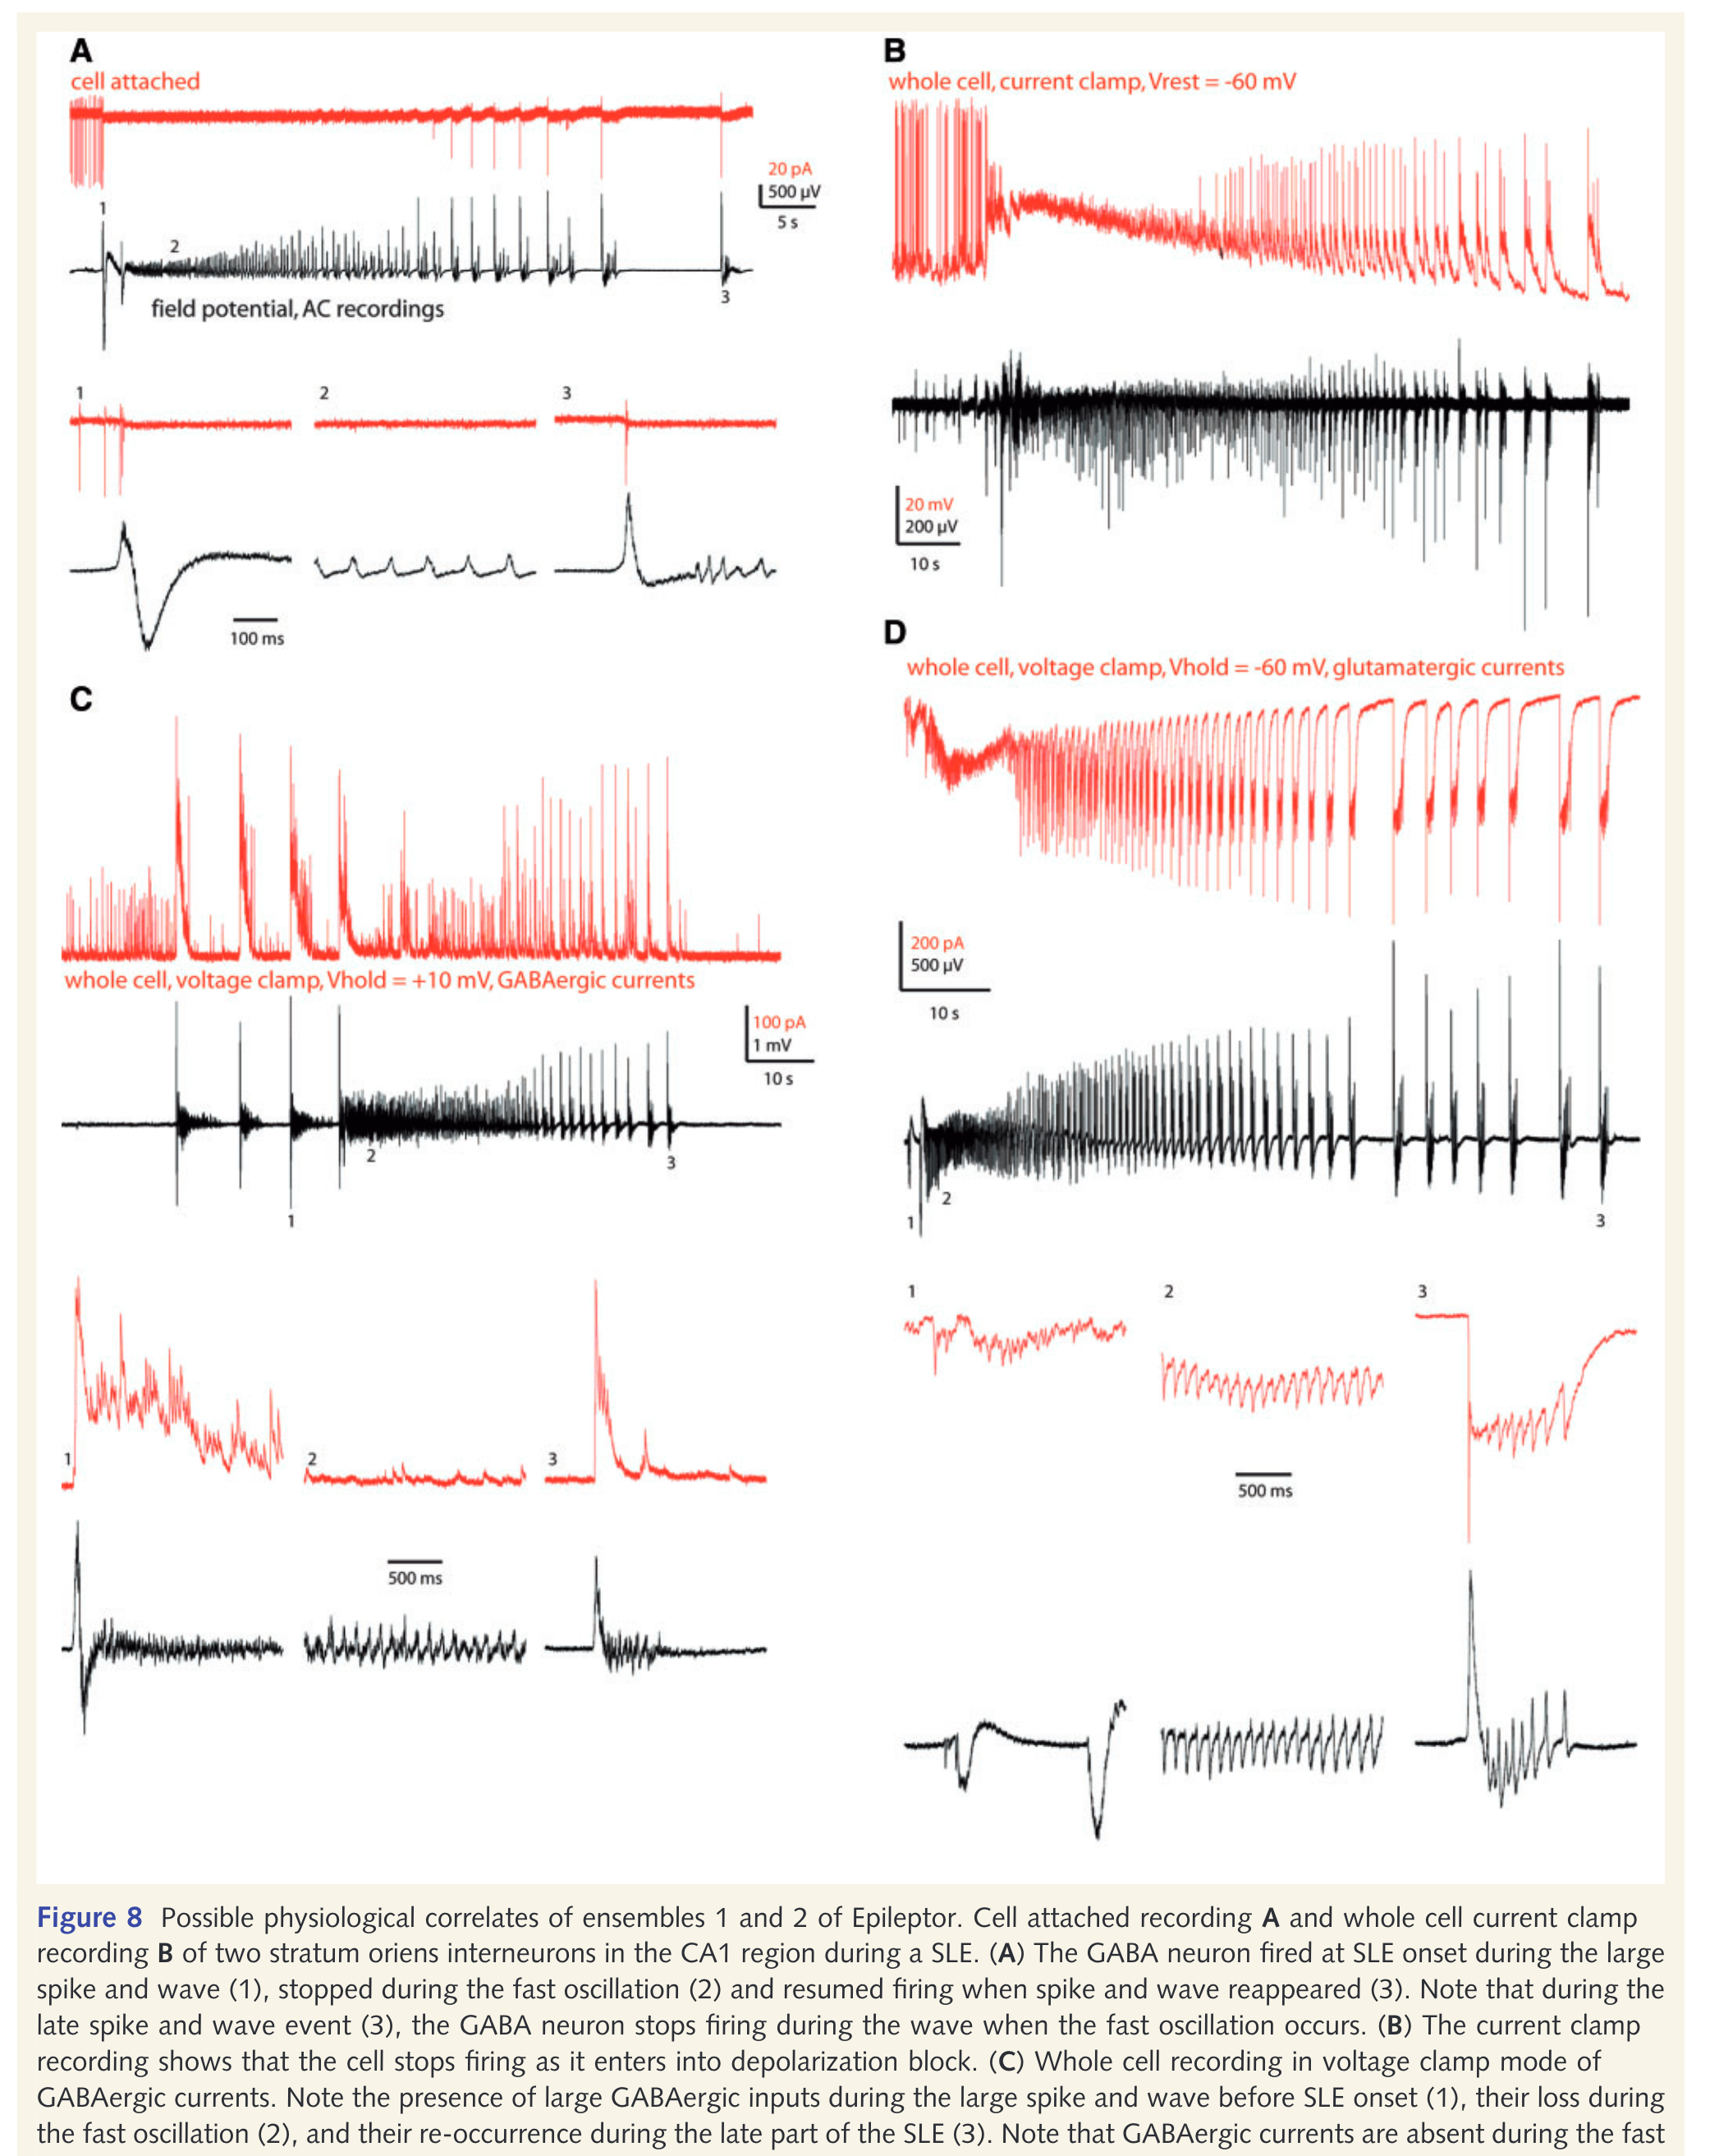 A
cell attached
20 pA
500 µV
5 s
1
2
3
field potential, AC recordings
1
2
3
100 ms
B
whole cell, current clamp, Vrest = -60 mV
20 mV
200 µV
10 s
C
whole cell, voltage clamp, Vhold = +10 mV, GABAergic currents
100 pA
1 mV
10 s
2
3
1
1
2
3
500 ms
D
whole cell, voltage clamp, Vhold = -60 mV, glutamatergic currents
200 pA
500 µV
10 s
2
1
3
1
2
3
500 ms
Figure 8 Possible physiological correlates of ensembles 1 and 2 of Epileptor. Cell attached recording A and whole cell current clamp
recording B of two stratum oriens interneurons in the CA1 region during a SLE. (A) The GABA neuron fired at SLE onset during the large
spike and wave (1), stopped during the fast oscillation (2) and resumed firing when spike and wave reappeared (3). Note that during the
late spike and wave event (3), the GABA neuron stops firing during the wave when the fast oscillation occurs. (B) The current clamp
recording shows that the cell stops firing as it enters into depolarization block. (C) Whole cell recording in voltage clamp mode of
GABAergic currents. Note the presence of large GABAergic inputs during the large spike and wave before SLE onset (1), their loss during
the fast oscillation (2), and their re-occurrence during the late part of the SLE (3). Note that GABAergic currents are absent during the fast